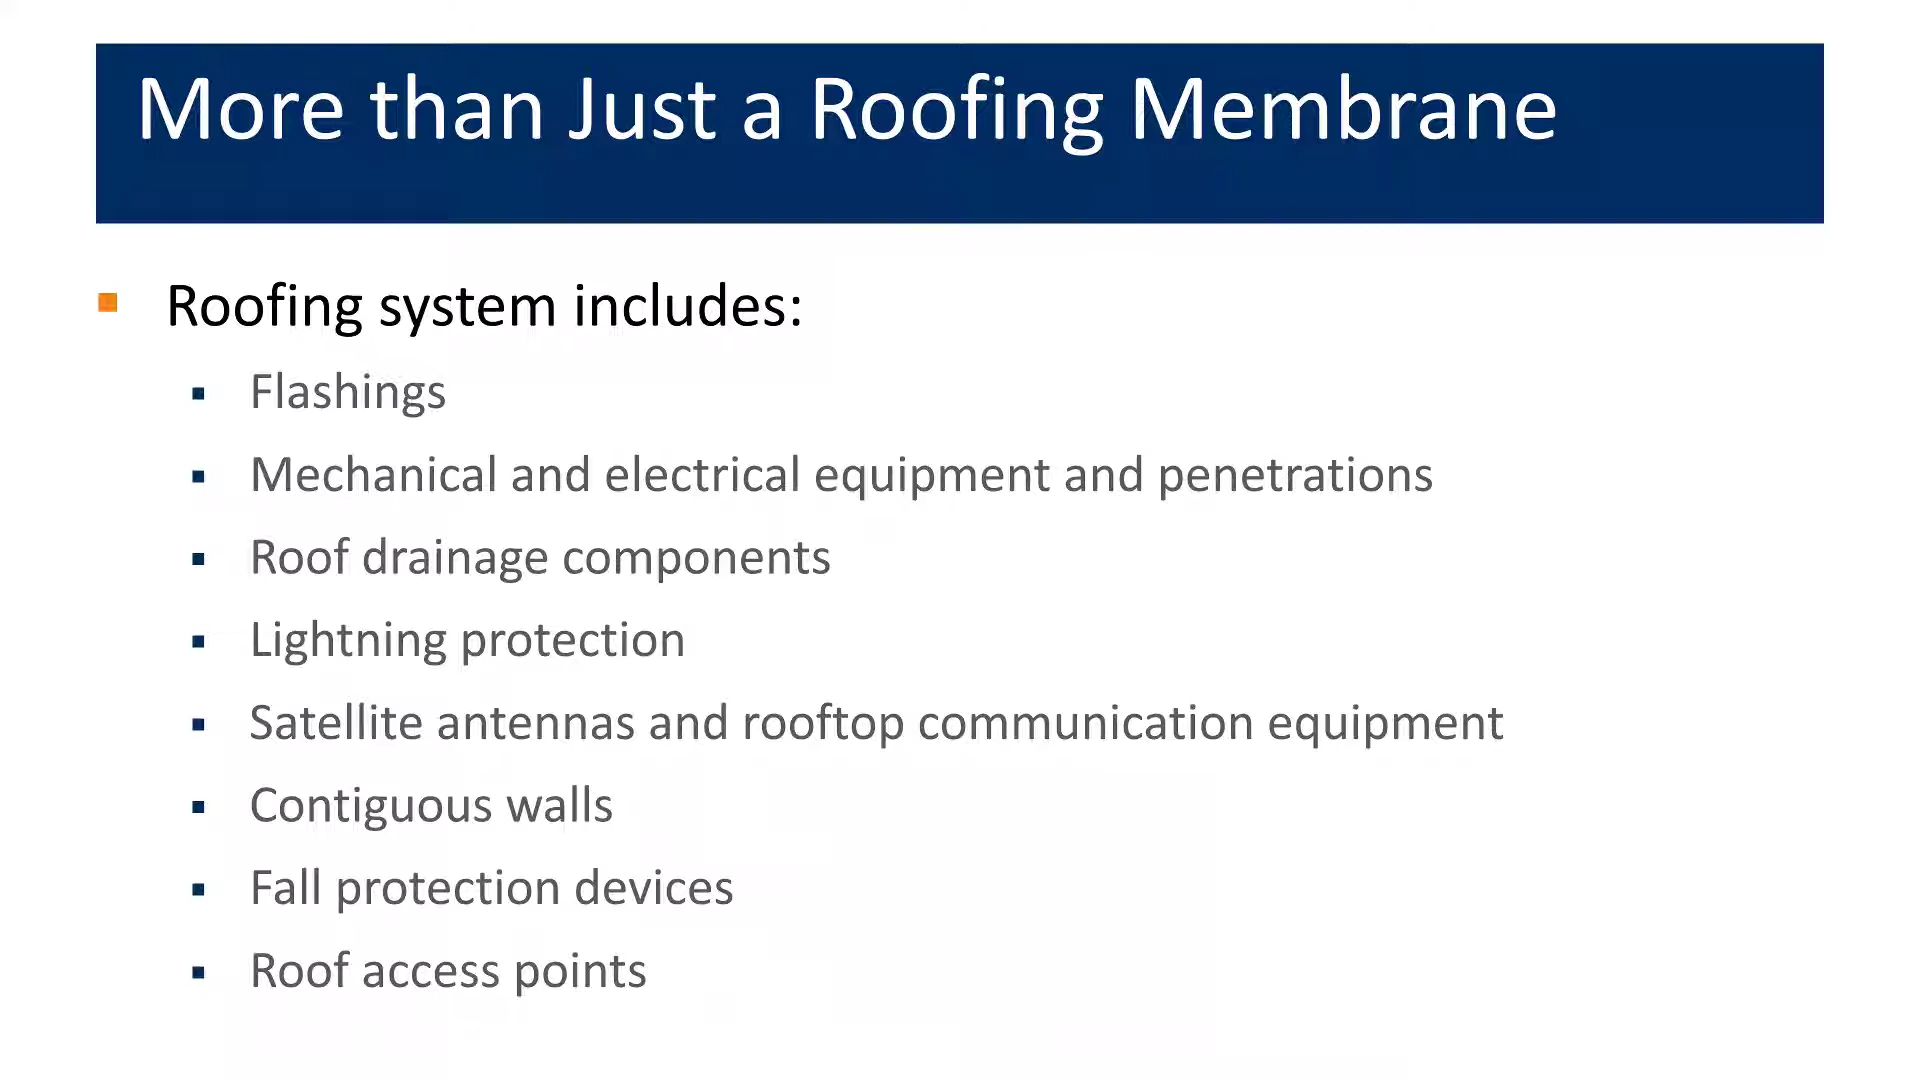 More than Just a Roofing Membrane
Roofing system includes:
Flashings
Mechanical and electrical equipment and penetrations
Roof drainage components
Lightning protection
Satellite antennas and rooftop communication equipment
Contiguous walls
Fall protection devices
Roof access points